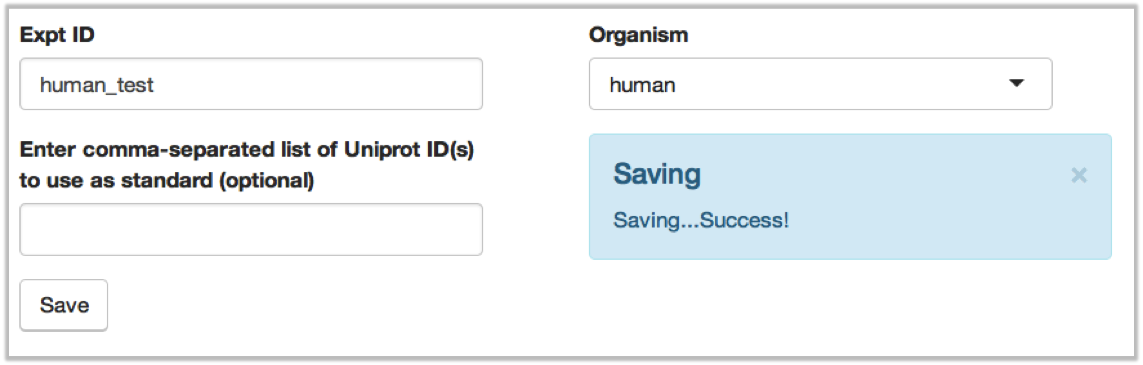 Expt ID
human_test
Organism
human
Enter comma-separated list of Uniprot ID(s)
to use as standard (optional)
Saving
×
Saving...Success!
Save